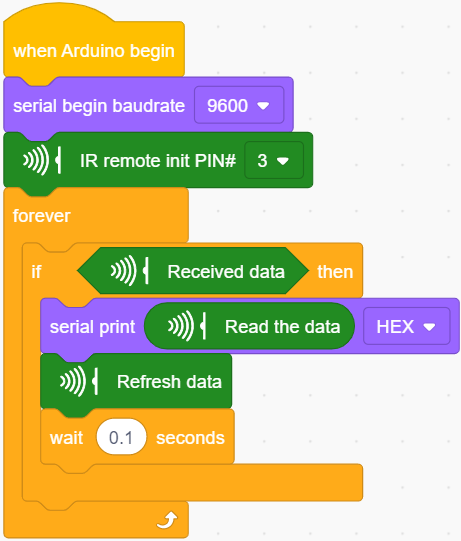 when Arduino begin
serial begin baudrate 9600
IR remote init PIN# 3
forever
if Received data then
serial print Read the data HEX
Refresh data
wait 0.1 seconds